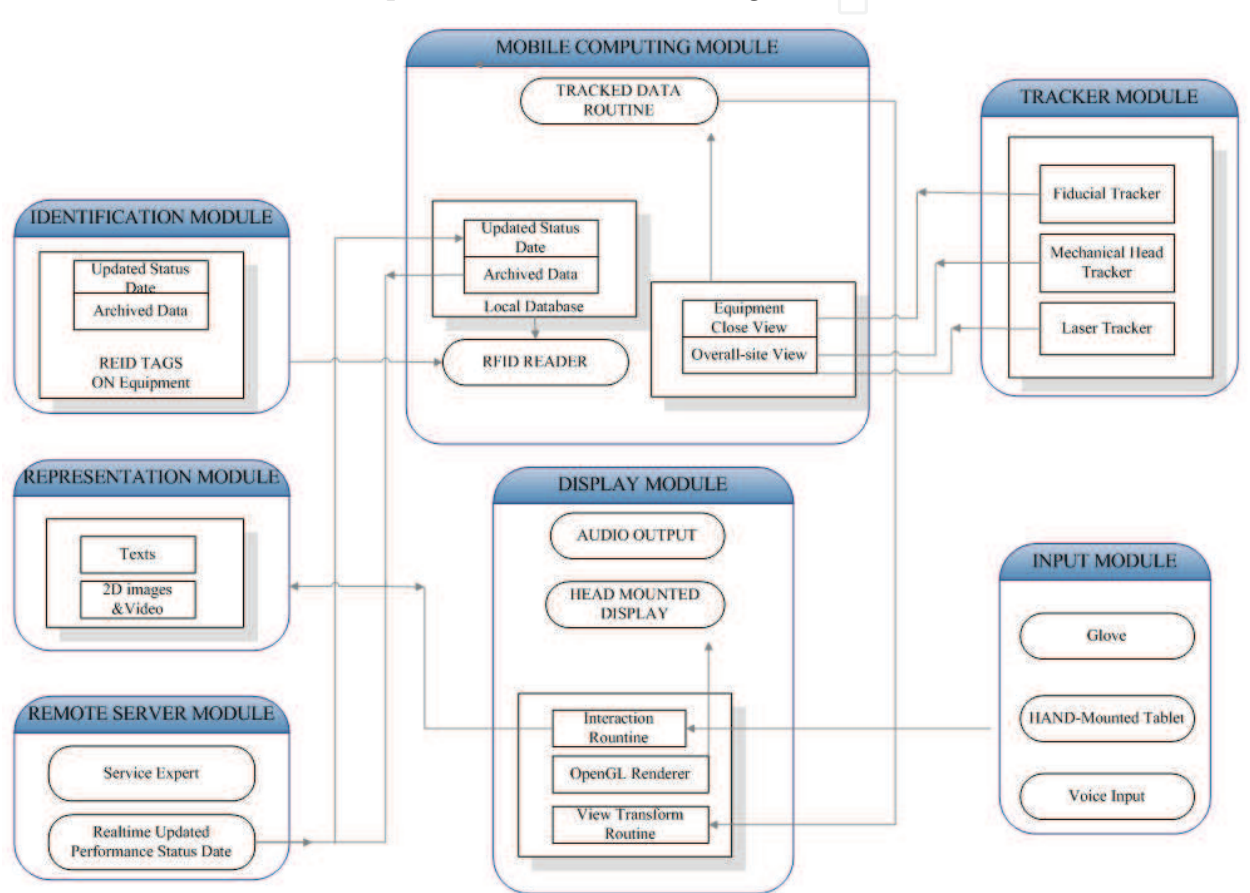 MOBILE COMPUTING MODULE
TRACKED DATA
ROUTINE
Updated Status
Date
Archived Data
Local Database
RFID READER
Equipment
Close View
Overall-site View
TRACKER MODULE
Fiducial Tracker
Mechanical Head
Tracker
Laser Tracker
IDENTIFICATION MODULE
Updated Status
Date
Archived Data
REID TAGS
ON Equipment
REPRESENTATION MODULE
Texts
2D images
&Video
DISPLAY MODULE
AUDIO OUTPUT
HEAD MOUNTED
DISPLAY
Interaction
Rountine
OpenGL Renderer
View Transform
Routine
INPUT MODULE
Glove
HAND-Mounted Tablet
Voice Input
REMOTE SERVER MODULE
Service Expert
Realtime Updated
Performance Status Date